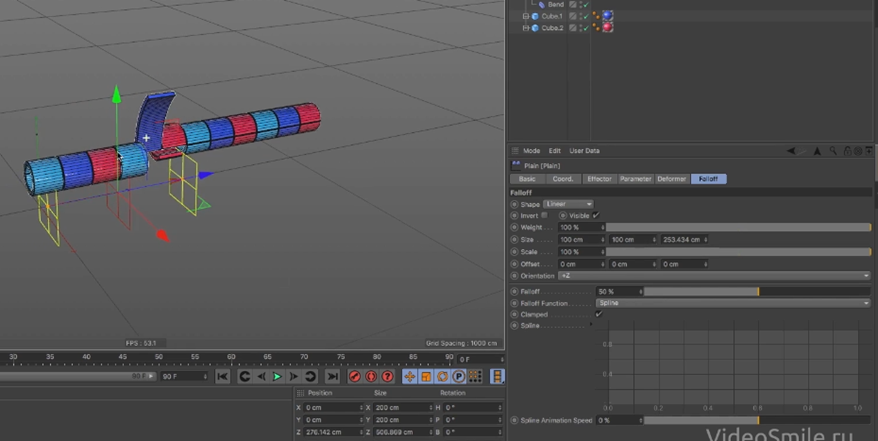 Bend
Cube.1
Cube.2
Mode Edit User Data
Plain [Plain]
Basic Coord. Effector Parameter Deformer Falloff
Falloff
Shape Linear
Invert Visible
Weight 100 %
Size 100 cm 100 cm 253.434 cm
Scale 100 %
Offset 0 cm 0 cm 0 cm
Orientation +Z
Falloff 50 %
Falloff Function Spline
Clamped
Spline
0.8
0.4
0.0 0.2 0.4 0.6 0.8 1.0
Spline Animation Speed 0 %
FPS : 53.1
Grid Spacing : 1000 cm
30 35 40 45 50 55 60 65 70 75 80 85 90 0 F
90 F 90 F
Position Size Rotation
X 0 cm X 200 cm H 0 °
Y 0 cm Y 200 cm P 0 °
Z 276.142 cm Z 506.869 cm B 0 °
VideoSmile.ru